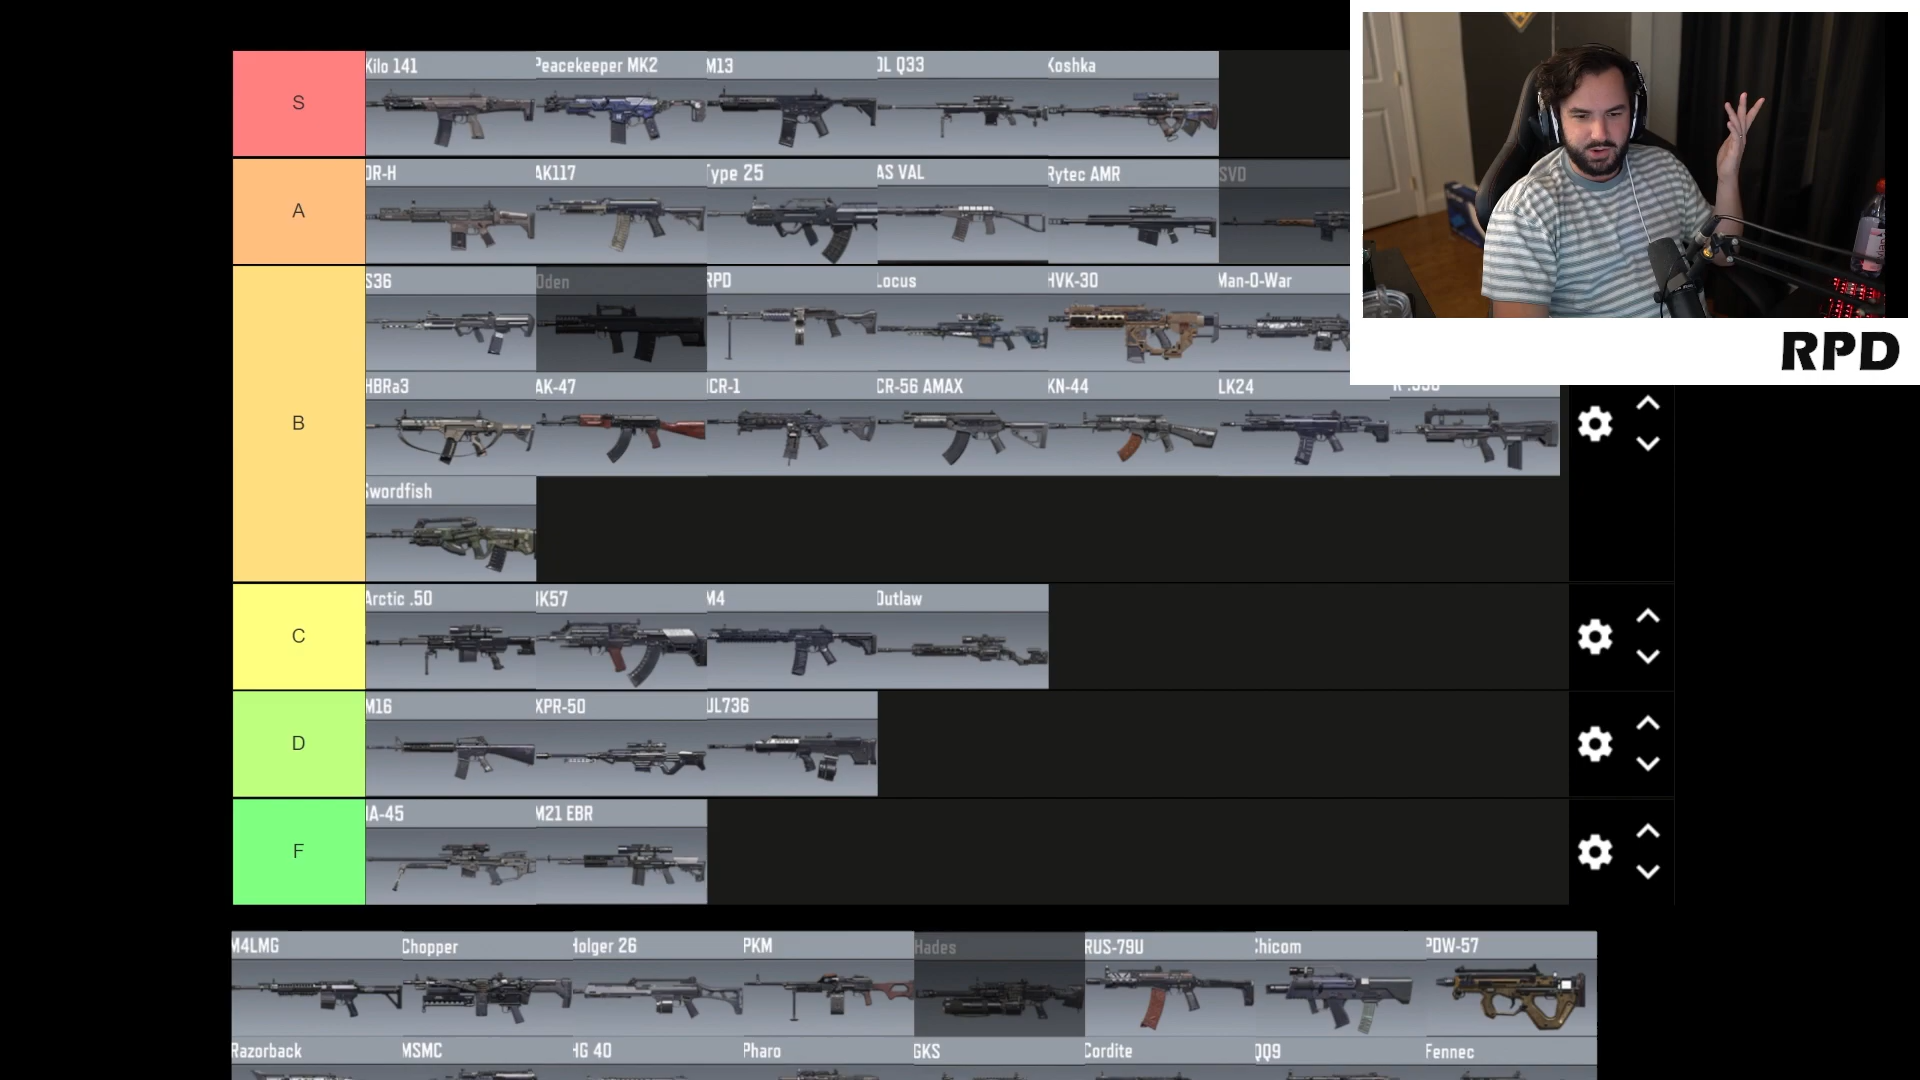 S
Kilo 141 Peacekeeper MK2 M13 DL Q33 Koshka
A
DR-H AK117 Type 25 AS VAL Rytec AMR SVD
B
S36 Oden RPD Locus HVK-30 Man-O-War
RPD
HBRa3 AK-47 ICR-1 CR-56 AMAX KN-44 LK24
Swordfish
C
Arctic .50 BK57 M4 Outlaw
D
M16 XPR-50 UL736
F
NA-45 M21 EBR
M4LMG Chopper Holger 26 PKM Hades RUS-79U Chicom PDW-57
Razorback MSMC HG 40 Pharo GKS Cordite QQ9 Fennec